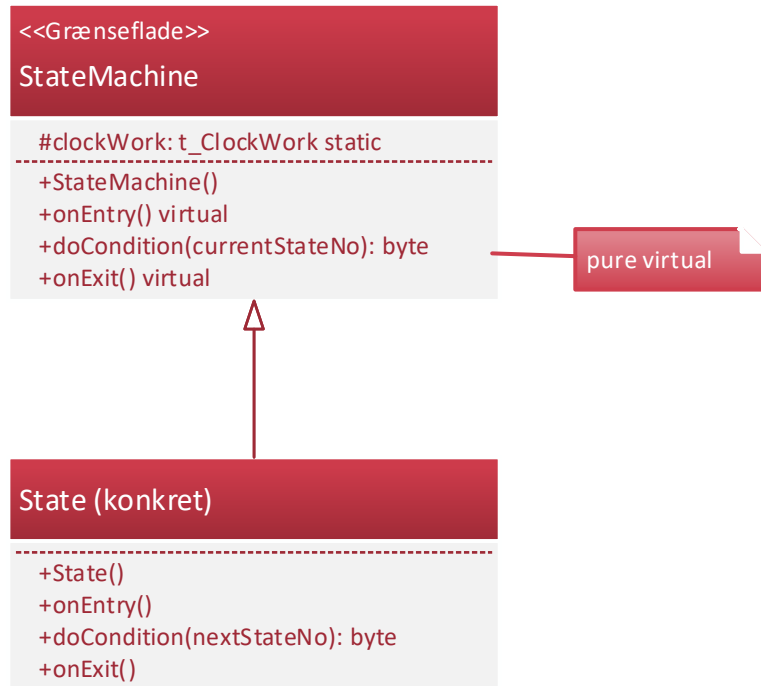 <<Grænseflade>>
StateMachine
#clockWork: t_ClockWork static
+StateMachine()
+onEntry() virtual
+doCondition(currentStateNo): byte
+onExit() virtual
pure virtual
State (konkret)
+State()
+onEntry()
+doCondition(nextStateNo): byte
+onExit()